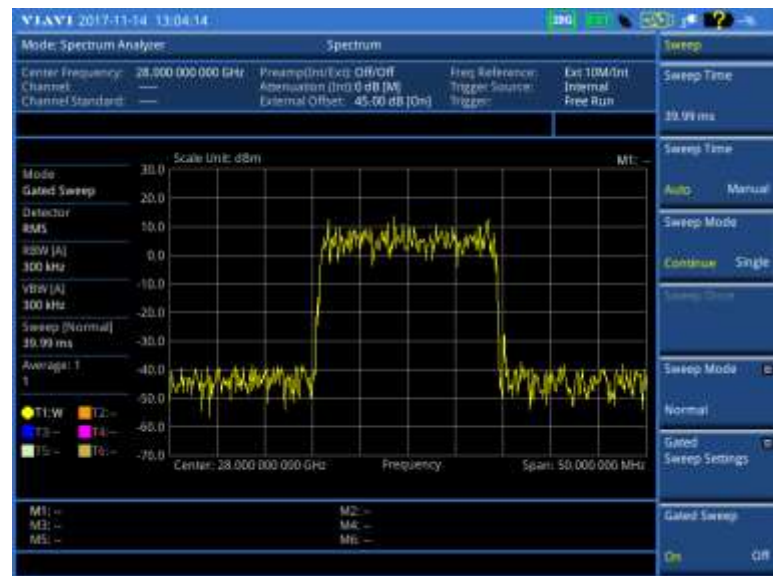 VIAVI 2017-11-14 13:04:14
Mode: Spectrum Analyzer Spectrum
Sweep
Center Frequency: 28.000 000 000 GHz Preamp(Int/Ext): Off/Off Freq Reference: Ext 10M/Int
Channel: --- Attenuation (Int): 0 dB [M] Trigger Source: Internal
Channel Standard: --- External Offset: 45.00 dB [On] Trigger: Free Run
Sweep Time
39.99 ms
Scale Unit: dBm
M1: --
Sweep Time
Auto Manual
Sweep Mode
Continue Single
Mode
Gated Sweep
Detector
RMS
RBW [A]
300 kHz
VBW [A]
300 kHz
Sweep [Normal]
39.99 ms
Average: 1
1
T1:W T2:--
T3:-- T4:--
T5:-- T6:--
30.0
20.0
10.0
0.0
-10.0
-20.0
-30.0
-40.0
-50.0
-60.0
-70.0
Center: 28.000 000 000 GHz Frequency Span: 50.000 000 MHz
Sweep Once
Sweep Mode
Normal
Gated
Sweep Settings
Gated Sweep
On Off
M1: -- M2: --
M3: -- M4: --
M5: -- M6: --